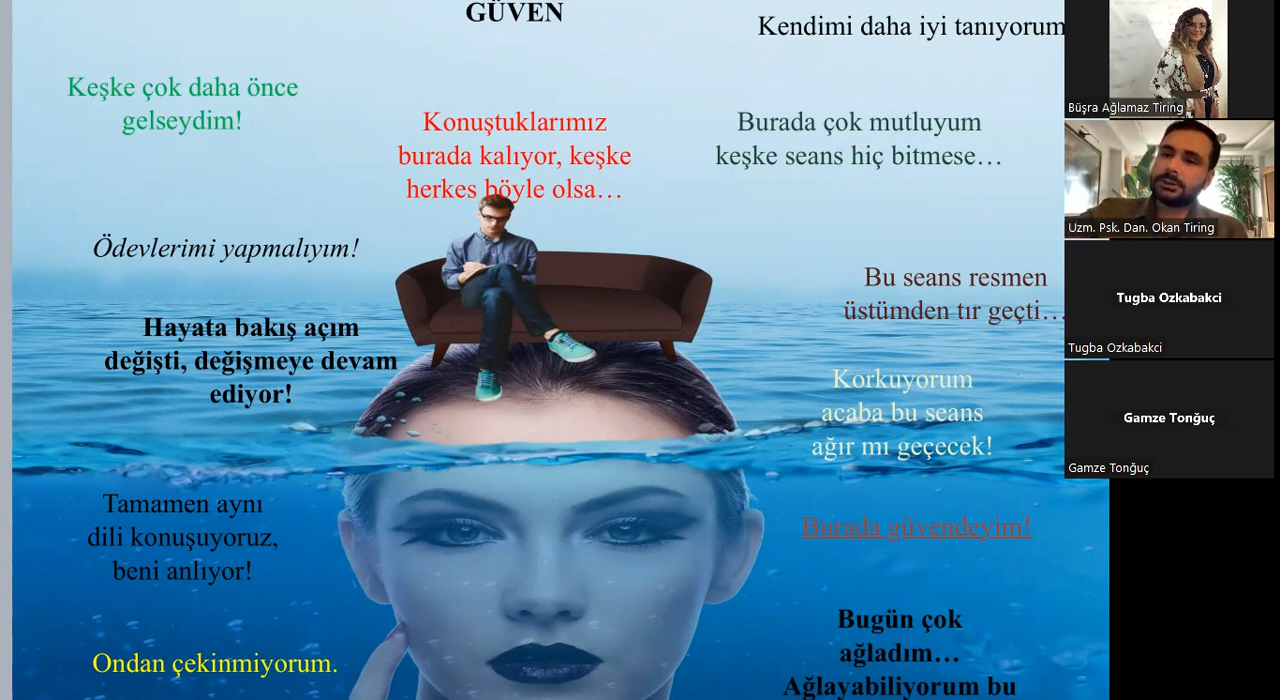 GÜVEN
Kendimi daha iyi tanıyorum
Keşke çok daha önce
gelseydim!
Konuştuklarımız
burada kalıyor, keşke
herkes böyle olsa…
Burada çok mutluyum
keşke seans hiç bitmese…
Ödevlerimi yapmalıyım!
Bu seans resmen
üstümden tır geçti…
Hayata bakış açım
değişti, değişmeye devam
ediyor!
Korkuyorum
acaba bu seans
ağır mı geçecek!
Tamamen aynı
dili konuşuyoruz,
beni anlıyor!
Burada güvendeyim!
Ondan çekinmiyorum.
Bugün çok
ağladım…
Ağlayabiliyorum bu
Büşra Ağlamaz Tiring
Uzm. Psk. Dan. Okan Tiring
Tugba Ozkabakci
Tugba Ozkabakci
Gamze Tonğuç
Gamze Tonğuç